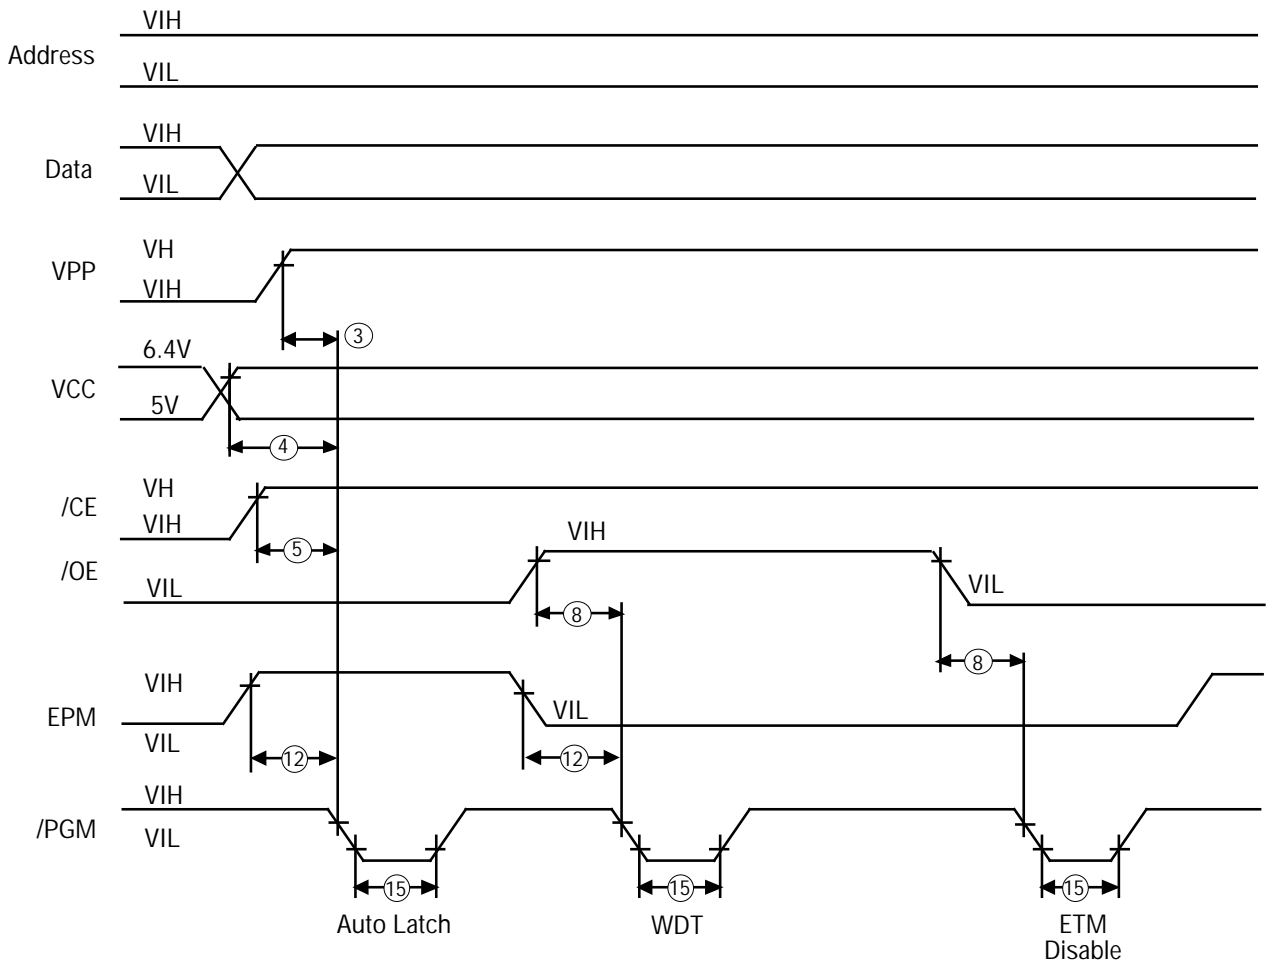 VIH
Address
VIL
VIH
Data
VIL
VH
VPP
VIH
3
6.4V
VCC
5V
4
VH
/CE
VIH
VIH
5
/OE
VIL
VIL
8
8
VIH
EPM
VIL
VIL
12
12
VIH
/PGM
VIL
15
15
15
Auto Latch
WDT
ETM
Disable